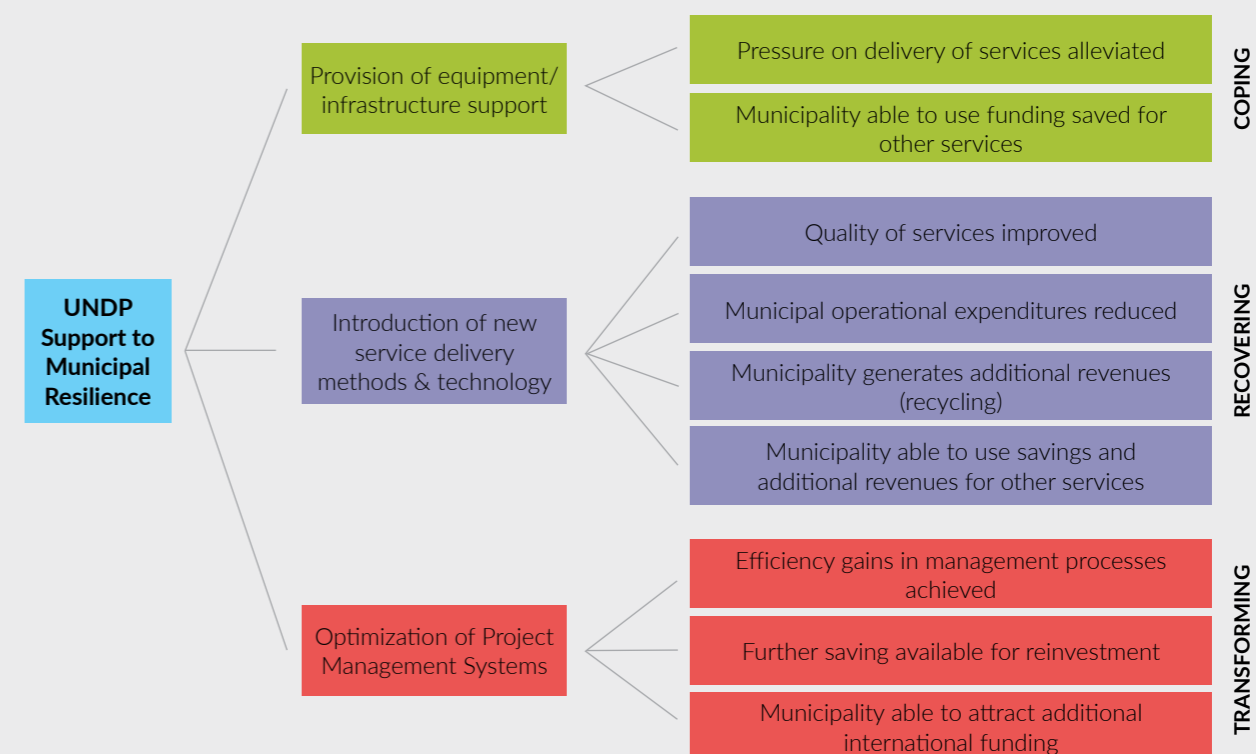 UNDP
Support to
Municipal
Resilience
Provision of equipment/
infrastructure support
Pressure on delivery of services alleviated
Municipality able to use funding saved for
other services
COPING
Introduction of new
service delivery
methods & technology
Quality of services improved
Municipal operational expenditures reduced
Municipality generates additional revenues
(recycling)
Municipality able to use savings and
additional revenues for other services
RECOVERING
Optimization of Project
Management Systems
Efficiency gains in management processes
achieved
Further saving available for reinvestment
Municipality able to attract additional
international funding
TRANSFORMING